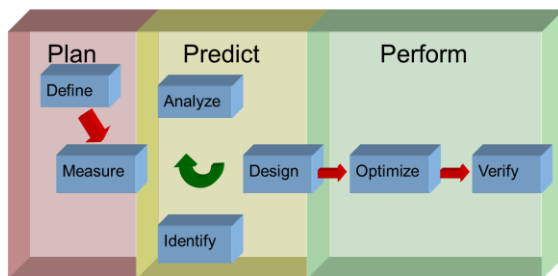 Plan
Predict
Perform
Define
Analyze
Measure
Design
Optimize
Verify
Identify